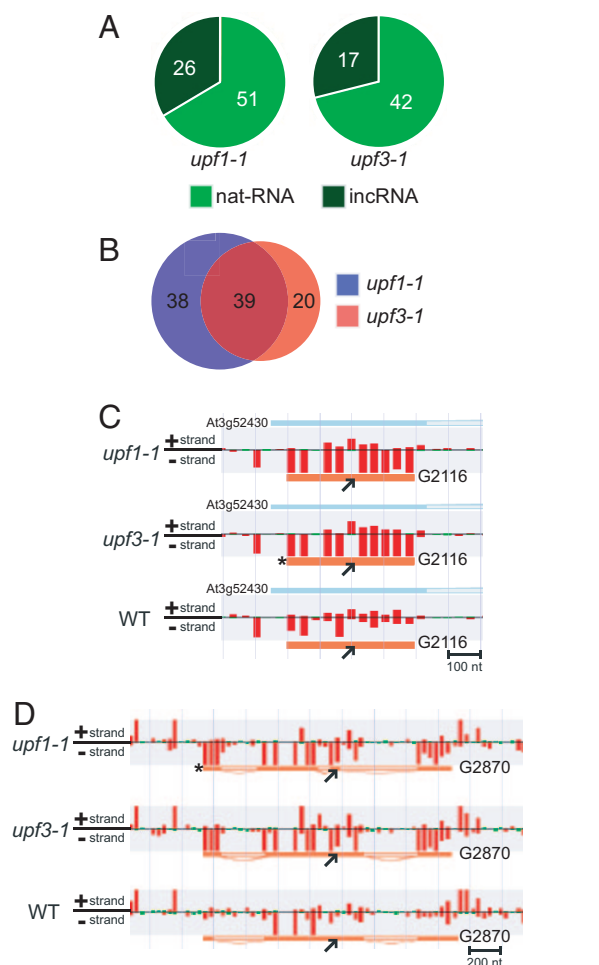 A
26
51
17
42
upf1-1
upf3-1
nat-RNA
incRNA
B
38
39
20
upf1-1
upf3-1
C
At3g52430
upf1-1
+ strand
- strand
G2116
At3g52430
upf3-1
+ strand
- strand
*
G2116
At3g52430
WT
+ strand
- strand
G2116
100 nt
D
upf1-1
+ strand
- strand
*
G2870
upf3-1
+ strand
- strand
G2870
WT
+ strand
- strand
G2870
200 nt